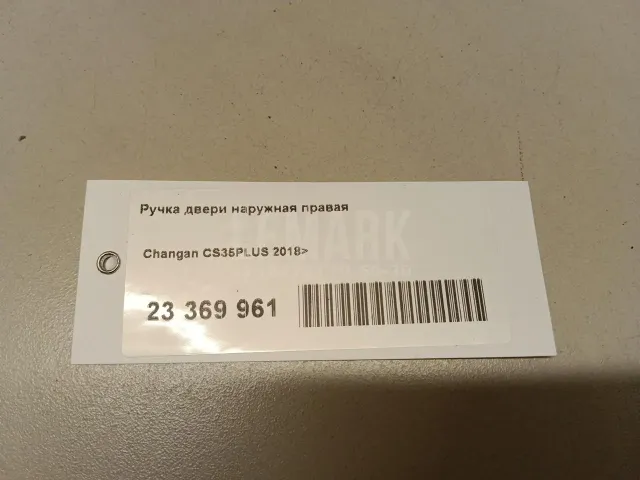 Ручка двери наружная правая
Changan CS35PLUS 2018>
23 369 961